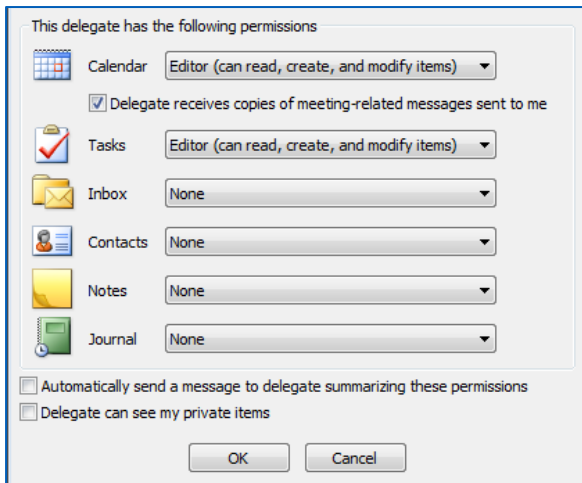 This delegate has the following permissions
Calendar Editor (can read, create, and modify items)
Delegate receives copies of meeting-related messages sent to me
Tasks Editor (can read, create, and modify items)
Inbox None
Contacts None
Notes None
Journal None
Automatically send a message to delegate summarizing these permissions
Delegate can see my private items
OK Cancel